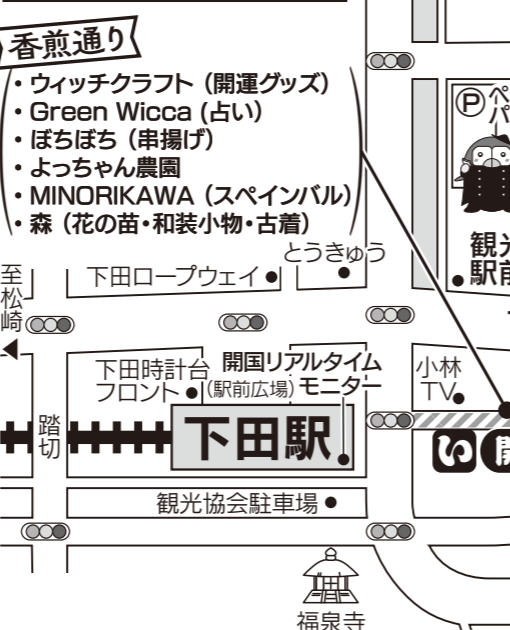 香煎通り
・ウィッチクラフト（開運グッズ）
・Green Wicca (占い)
・ぼちぼち（串揚げ）
・よっちゃん農園
・MINORIKAWA（スペインバル）
・森（花の苗・和装小物・古着）
P
とうきゅう
至松崎
下田ロープウェイ
駅前
下田時計台
フロント
(駅前広場)
開国リアルタイム
モニター
小林
TV
踏切
下田駅
い
観光協会駐車場
福泉寺